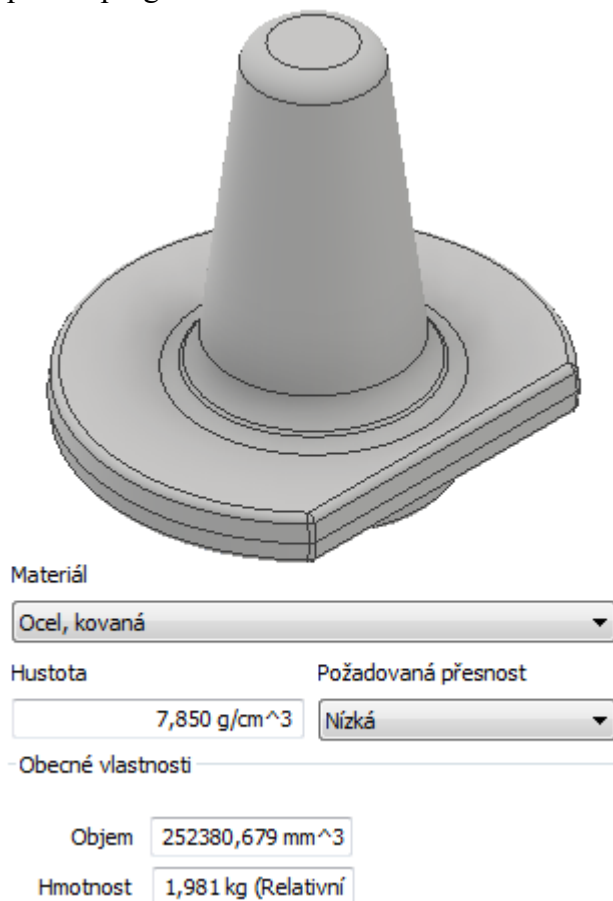 Materiál
Ocel, kovaná
Hustota Požadovaná přesnost
7,850 g/cm^3 Nízká
Obecné vlastnosti
Objem 252380,679 mm^3
Hmotnost 1,981 kg (Relativní